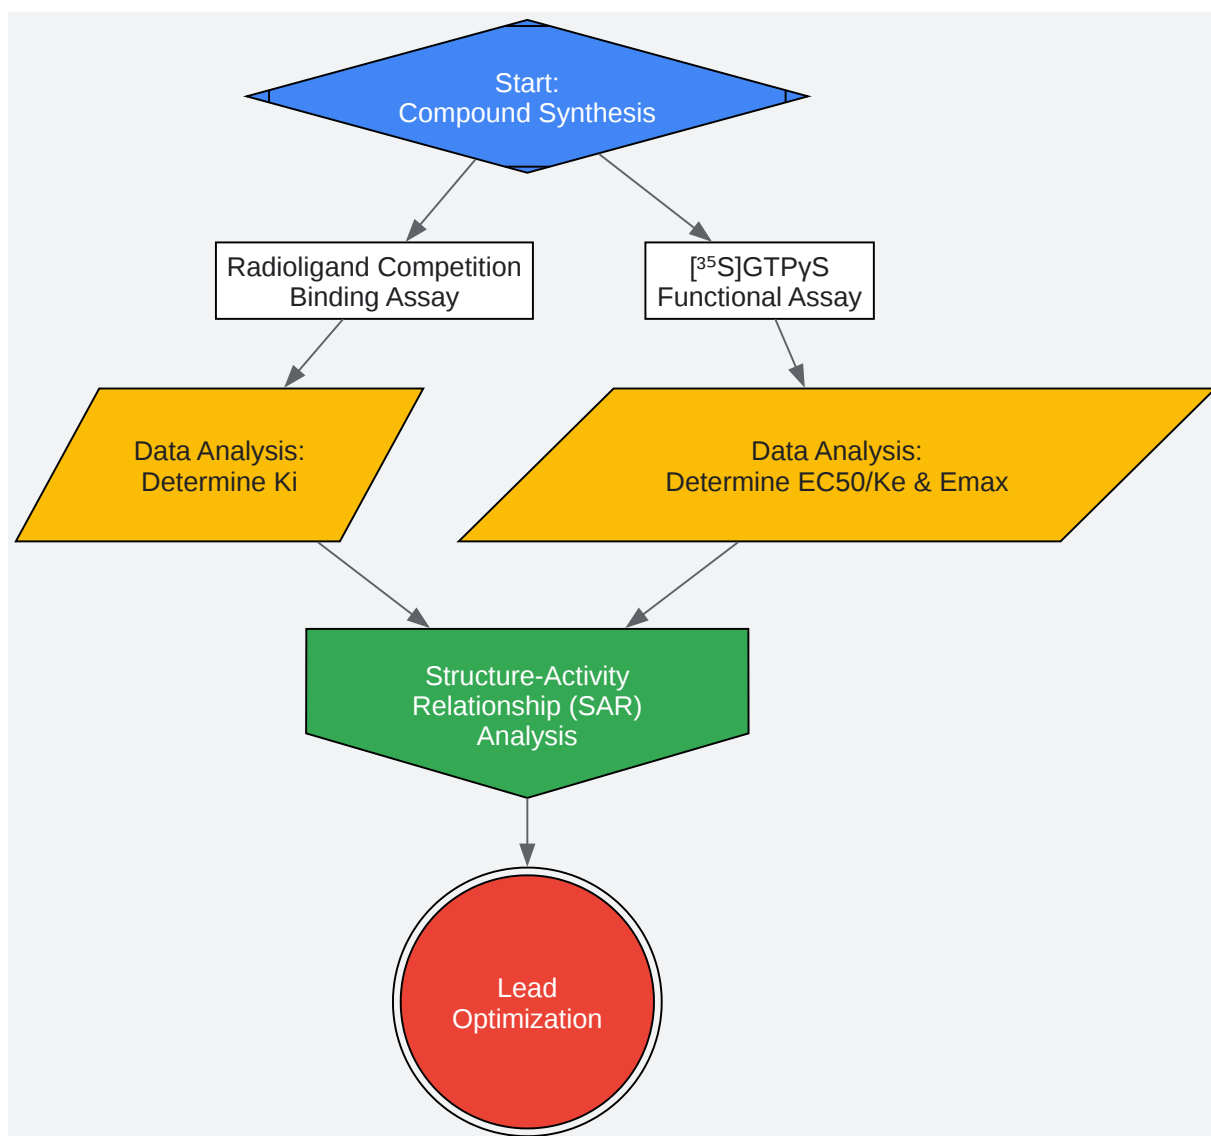 Start:
Compound Synthesis
Radioligand Competition
Binding Assay
[³⁵S]GTPγS
Functional Assay
Data Analysis:
Determine Ki
Data Analysis:
Determine EC50/Ke & Emax
Structure-Activity
Relationship (SAR)
Analysis
Lead
Optimization